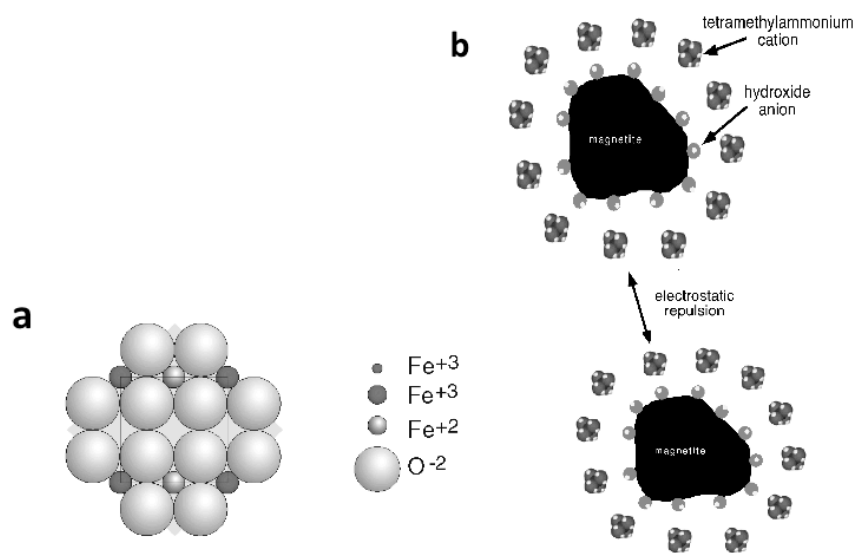 b
tetramethylammonium
cation
hydroxide
anion
magnetite
electrostatic
repulsion
a
Fe+3
Fe+3
Fe+2
O-2
magnetite